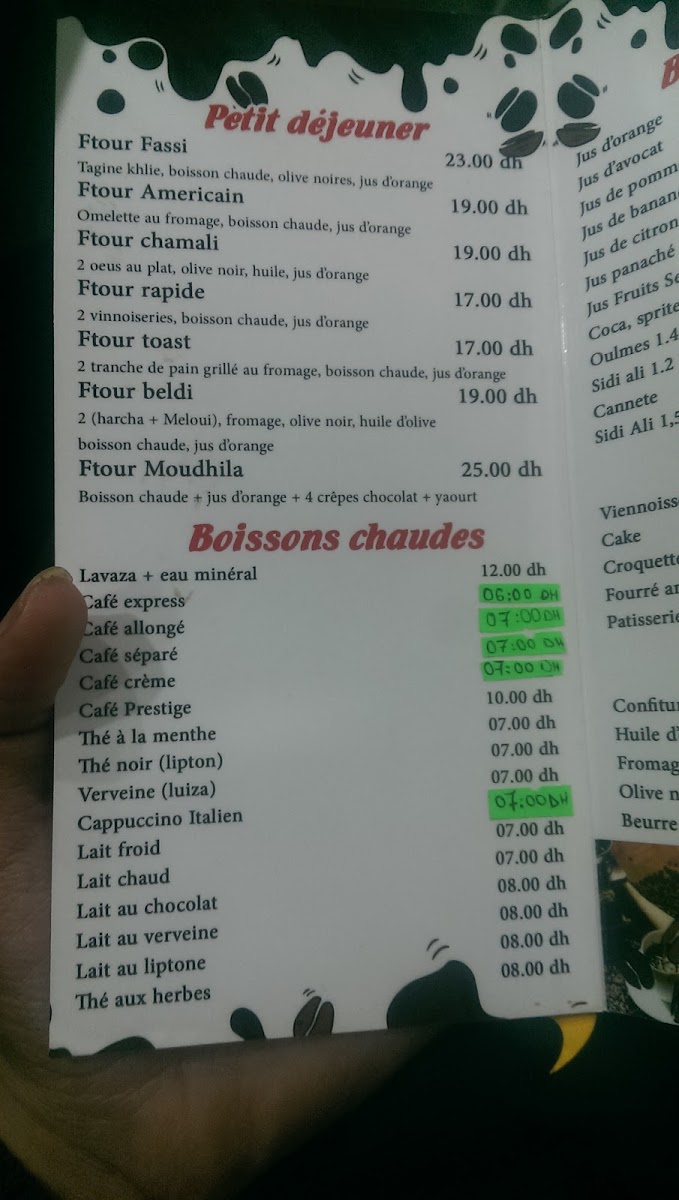 Petit déjeuner
Ftour Fassi 23.00 dh
Tagine khlie, boisson chaude, olive noires, jus d'orange
Ftour Americain 19.00 dh
Omelette au fromage, boisson chaude, jus d'orange
Ftour chamali 19.00 dh
2 oeus au plat, olive noir, huile, jus d'orange
Ftour rapide 17.00 dh
2 vinnoiseries, boisson chaude, jus d'orange
Ftour toast 17.00 dh
2 tranche de pain grillé au fromage, boisson chaude, jus d'orange
Ftour beldi 19.00 dh
2 (harcha + Meloui), fromage, olive noir, huile d'olive
boisson chaude, jus d'orange
Ftour Moudhila 25.00 dh
Boisson chaude + jus d'orange + 4 crêpes chocolat + yaourt
Boissons chaudes
Lavaza + eau minéral 12.00 dh
Café express 06:00 DH
Café allongé 07:00 DH
Café séparé 07:00 DH
Café crème 07:00 DH
Café Prestige 10.00 dh
Thé à la menthe 07.00 dh
Thé noir (lipton) 07.00 dh
Verveine (luiza) 07.00 dh
Cappuccino Italien 07:00 DH
Lait froid 07.00 dh
Lait chaud 07.00 dh
Lait au chocolat 08.00 dh
Lait au verveine 08.00 dh
Lait au liptone 08.00 dh
Thé aux herbes 08.00 dh
B
Jus d'orange
Jus d'avocat
Jus de pomm
Jus de banan
Jus de citron
Jus panaché
Jus Fruits Se
Coca, sprite
Oulmes 1.4
Sidi ali 1.2
Cannete
Sidi Ali 1,5
Viennoiss
Cake
Croquette
Fourré a
Patisserie
Confitur
Huile d'
Fromag
Olive n
Beurre